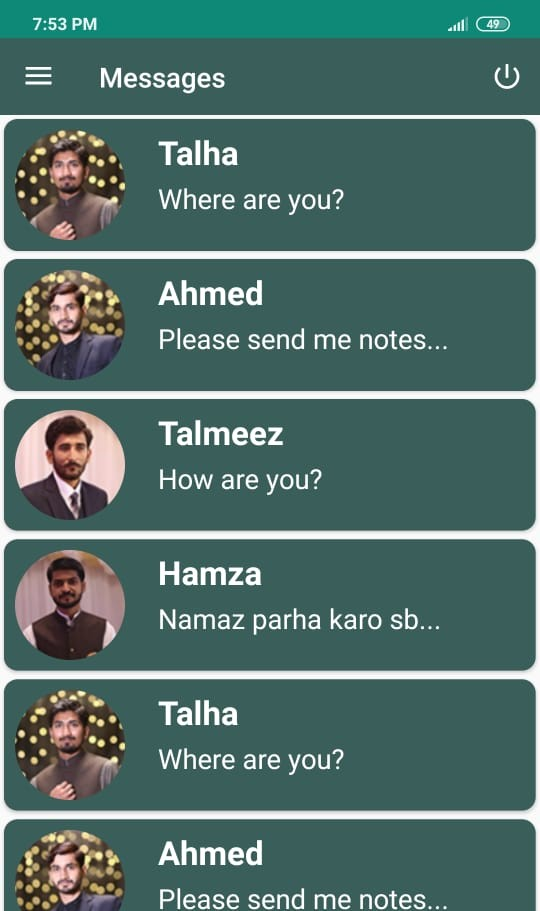 7:53 PM
49
Messages
Talha
Where are you?
Ahmed
Please send me notes...
Talmeez
How are you?
Hamza
Namaz parha karo sb...
Talha
Where are you?
Ahmed
Please send me notes...